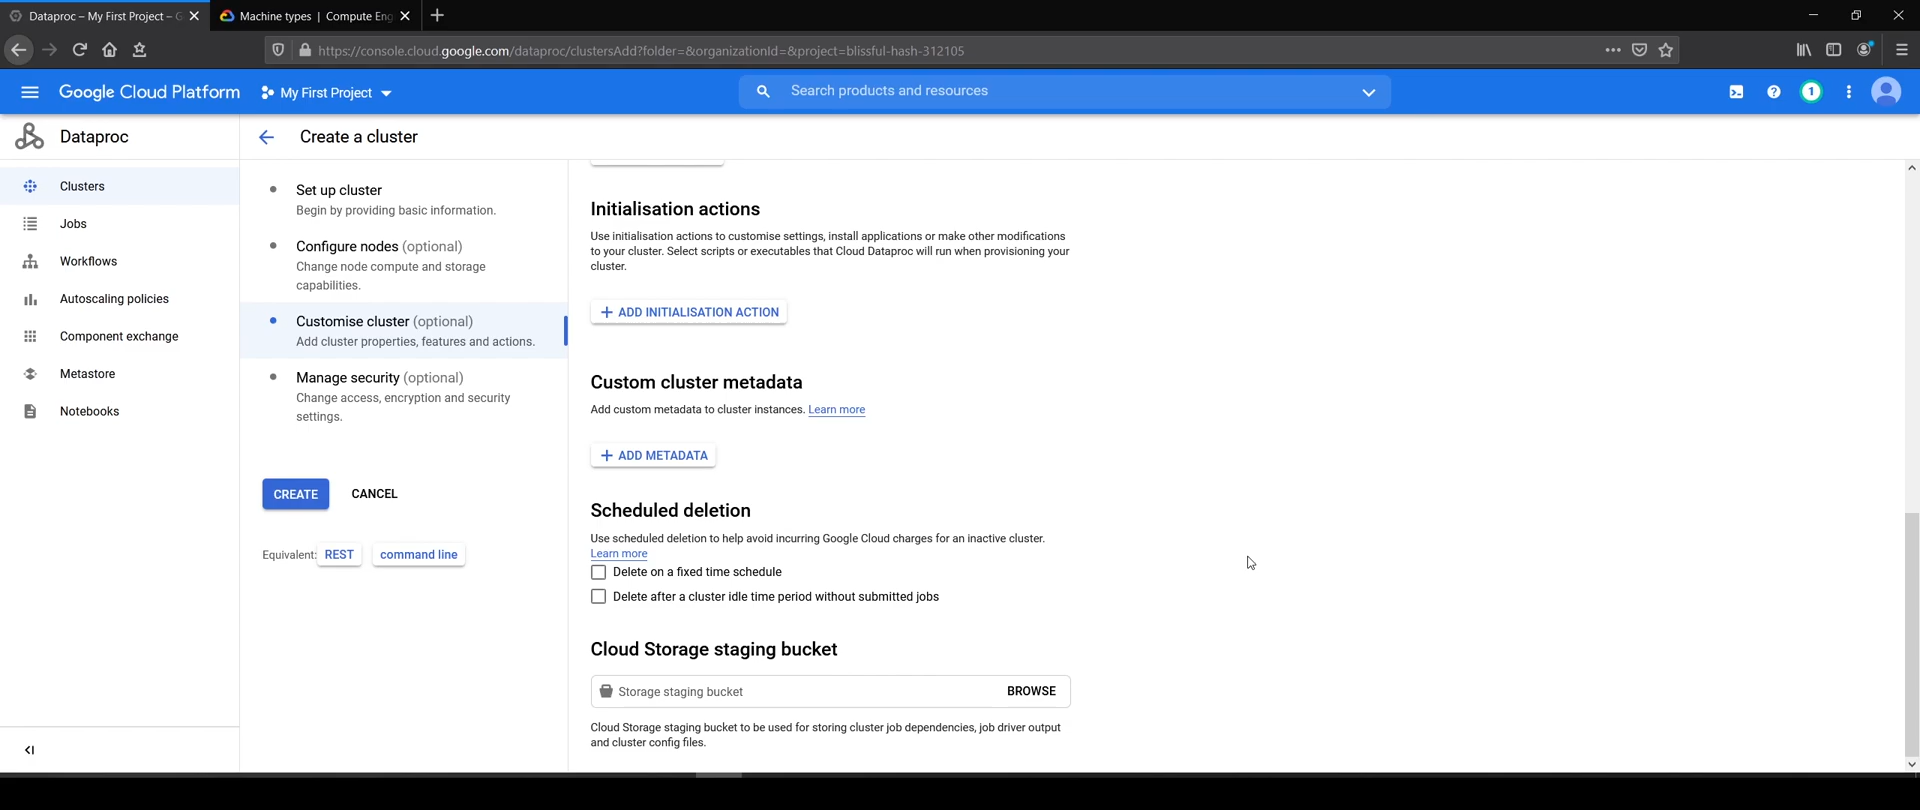 Dataproc – My First Project – G
Machine types | Compute Eng
https://console.cloud.google.com/dataproc/clustersAdd?folder=&organizationId=&project=blissful-hash-312105
Google Cloud Platform
My First Project
Search products and resources
1
Dataproc
Create a cluster
Clusters
Jobs
Workflows
Autoscaling policies
Component exchange
Metastore
Notebooks
Set up cluster
Begin by providing basic information.
Configure nodes (optional)
Change node compute and storage
capabilities.
Customise cluster (optional)
Add cluster properties, features and actions.
Manage security (optional)
Change access, encryption and security
settings.
CREATE CANCEL
Equivalent: REST command line
Initialisation actions
Use initialisation actions to customise settings, install applications or make other modifications
to your cluster. Select scripts or executables that Cloud Dataproc will run when provisioning your
cluster.
+ ADD INITIALISATION ACTION
Custom cluster metadata
Add custom metadata to cluster instances. Learn more
+ ADD METADATA
Scheduled deletion
Use scheduled deletion to help avoid incurring Google Cloud charges for an inactive cluster.
Learn more
Delete on a fixed time schedule
Delete after a cluster idle time period without submitted jobs
Cloud Storage staging bucket
Storage staging bucket BROWSE
Cloud Storage staging bucket to be used for storing cluster job dependencies, job driver output
and cluster config files.